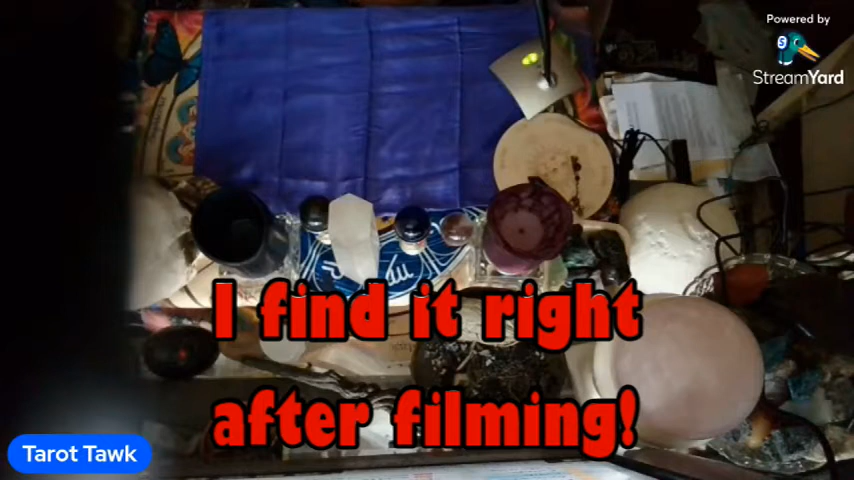 Powered by
StreamYard
I find it right
after filming!
Tarot Tawk